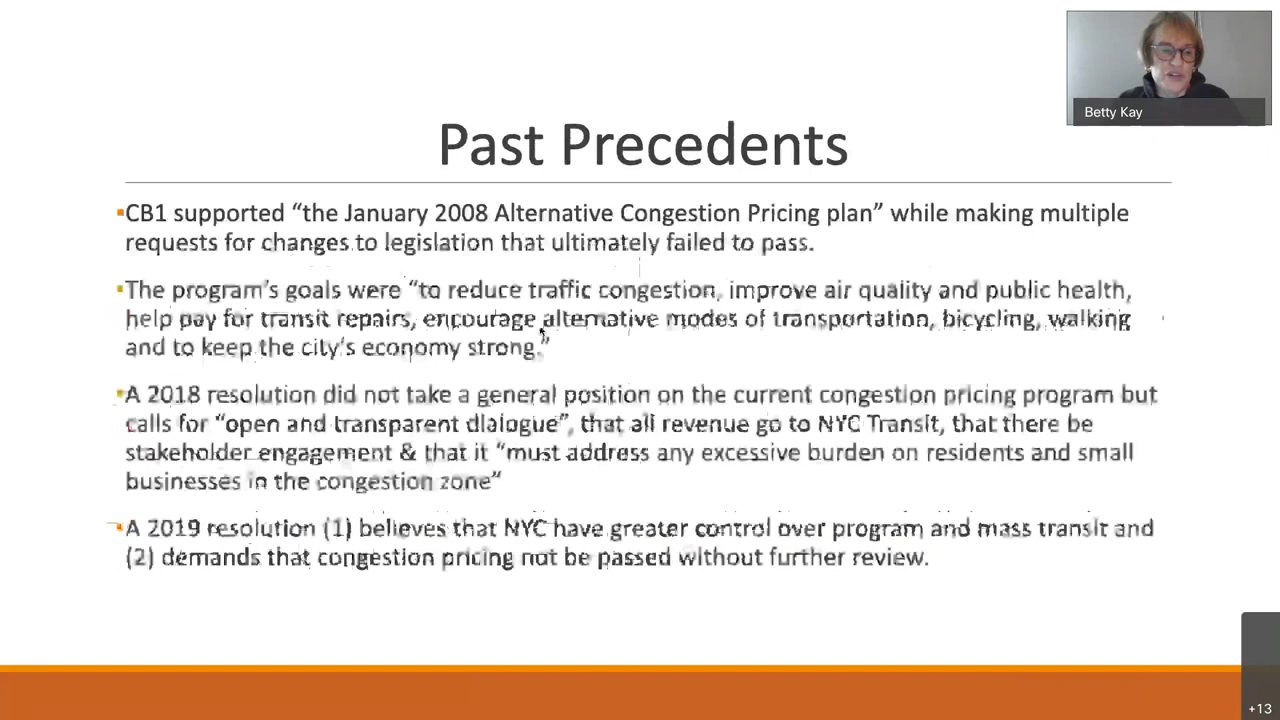 Betty Kay
Past Precedents
▪CB1 supported “the January 2008 Alternative Congestion Pricing plan” while making multiple
requests for changes to legislation that ultimately failed to pass.
▪The program’s goals were “to reduce traffic congestion, improve air quality and public health,
help pay for transit repairs, encourage alternative modes of transportation, bicycling, walking
and to keep the city’s economy strong.”
▪A 2018 resolution did not take a general position on the current congestion pricing program but
calls for “open and transparent dialogue”, that all revenue go to NYC Transit, that there be
stakeholder engagement & that it “must address any excessive burden on residents and small
businesses in the congestion zone”
▪A 2019 resolution (1) believes that NYC have greater control over program and mass transit and
(2) demands that congestion pricing not be passed without further review.
+13